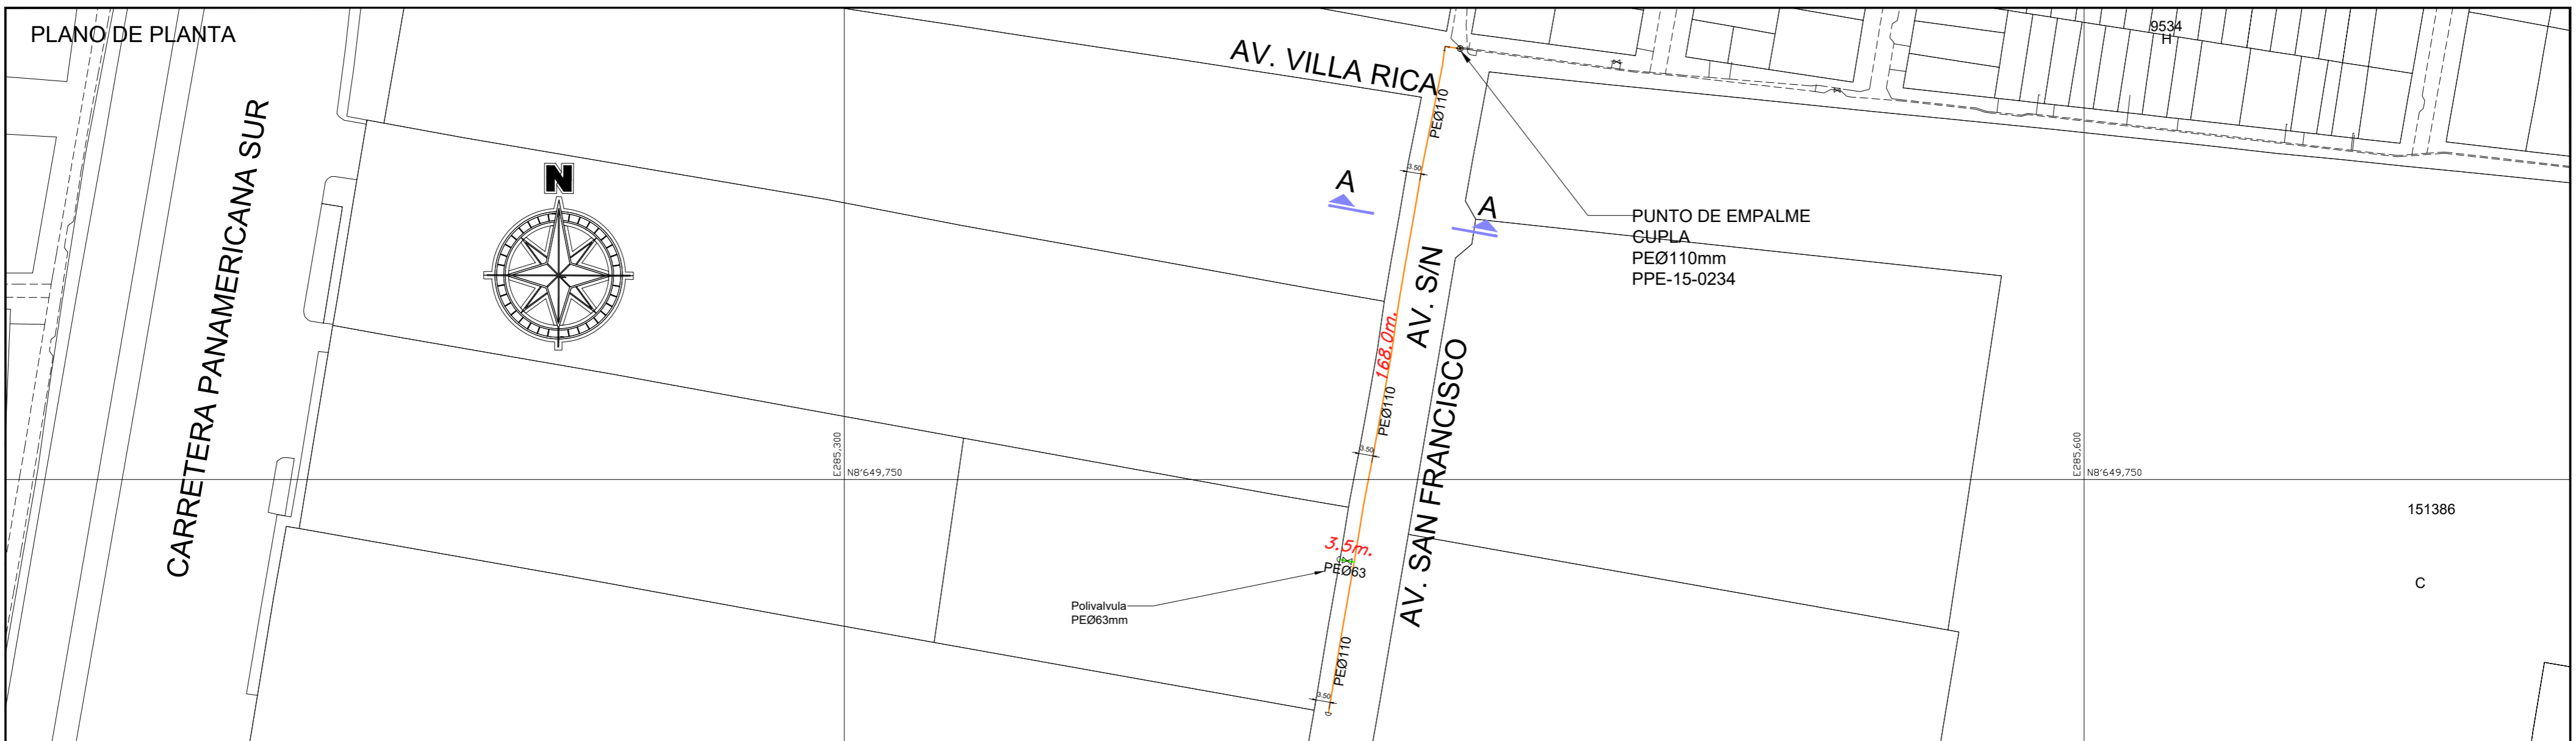 PLANO DE PLANTA
CARRETERA PANAMERICANA SUR
N
AV. VILLA RICA
PEØ110
3.50
A
A
9534
H
PUNTO DE EMPALME
CUPLA
PEØ110mm
PPE-15-0234
AV. S/N
168.0m.
PEØ110
3.50
AV. SAN FRANCISCO
E285,300
N8'649,750
E285,600
N8'649,750
151386
C
3.5m.
PEØ63
Polivalvula
PEØ63mm
PEØ110
3.50